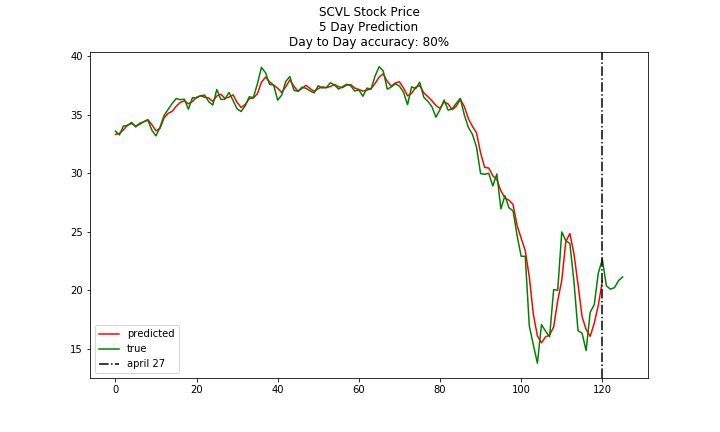 SCVL Stock Price
5 Day Prediction
Day to Day accuracy: 80%
40
35
30
25
20
15
predicted
true
april 27
0 20 40 60 80 100 120